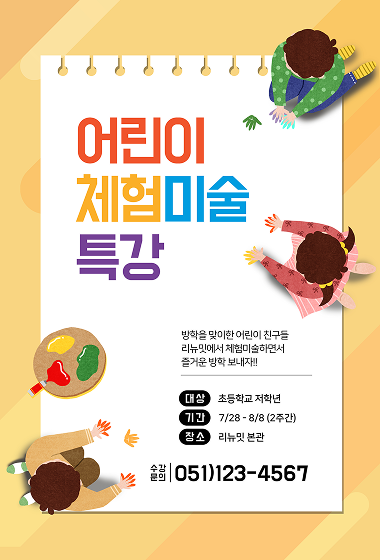 어린이
체험미술
특강
방학을 맞이한 어린이 친구들
리뉴밋에서 체험미술하면서
즐거운 방학 보내자!!
대상 초등학교 저학년
기간 7/28 - 8/8 (2주간)
장소 리뉴밋 본관
수강문의 051)123-4567